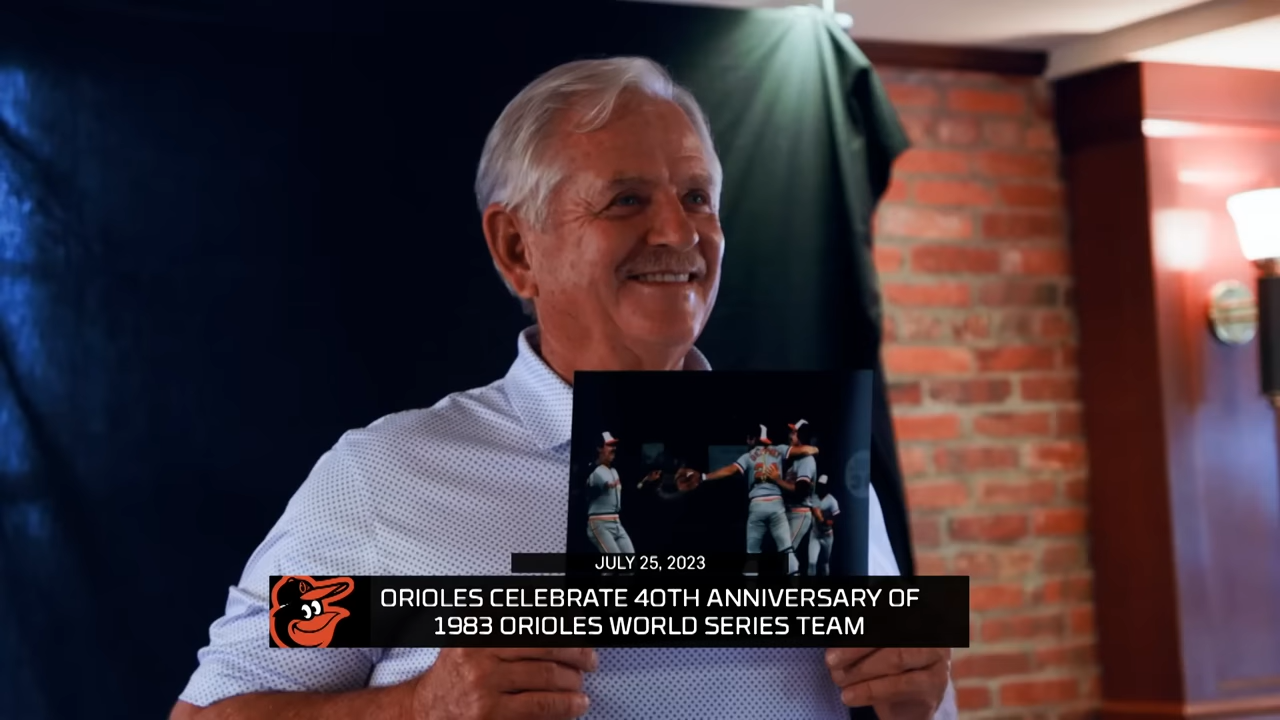 JULY 25, 2023
ORIOLES CELEBRATE 40TH ANNIVERSARY OF
1983 ORIOLES WORLD SERIES TEAM